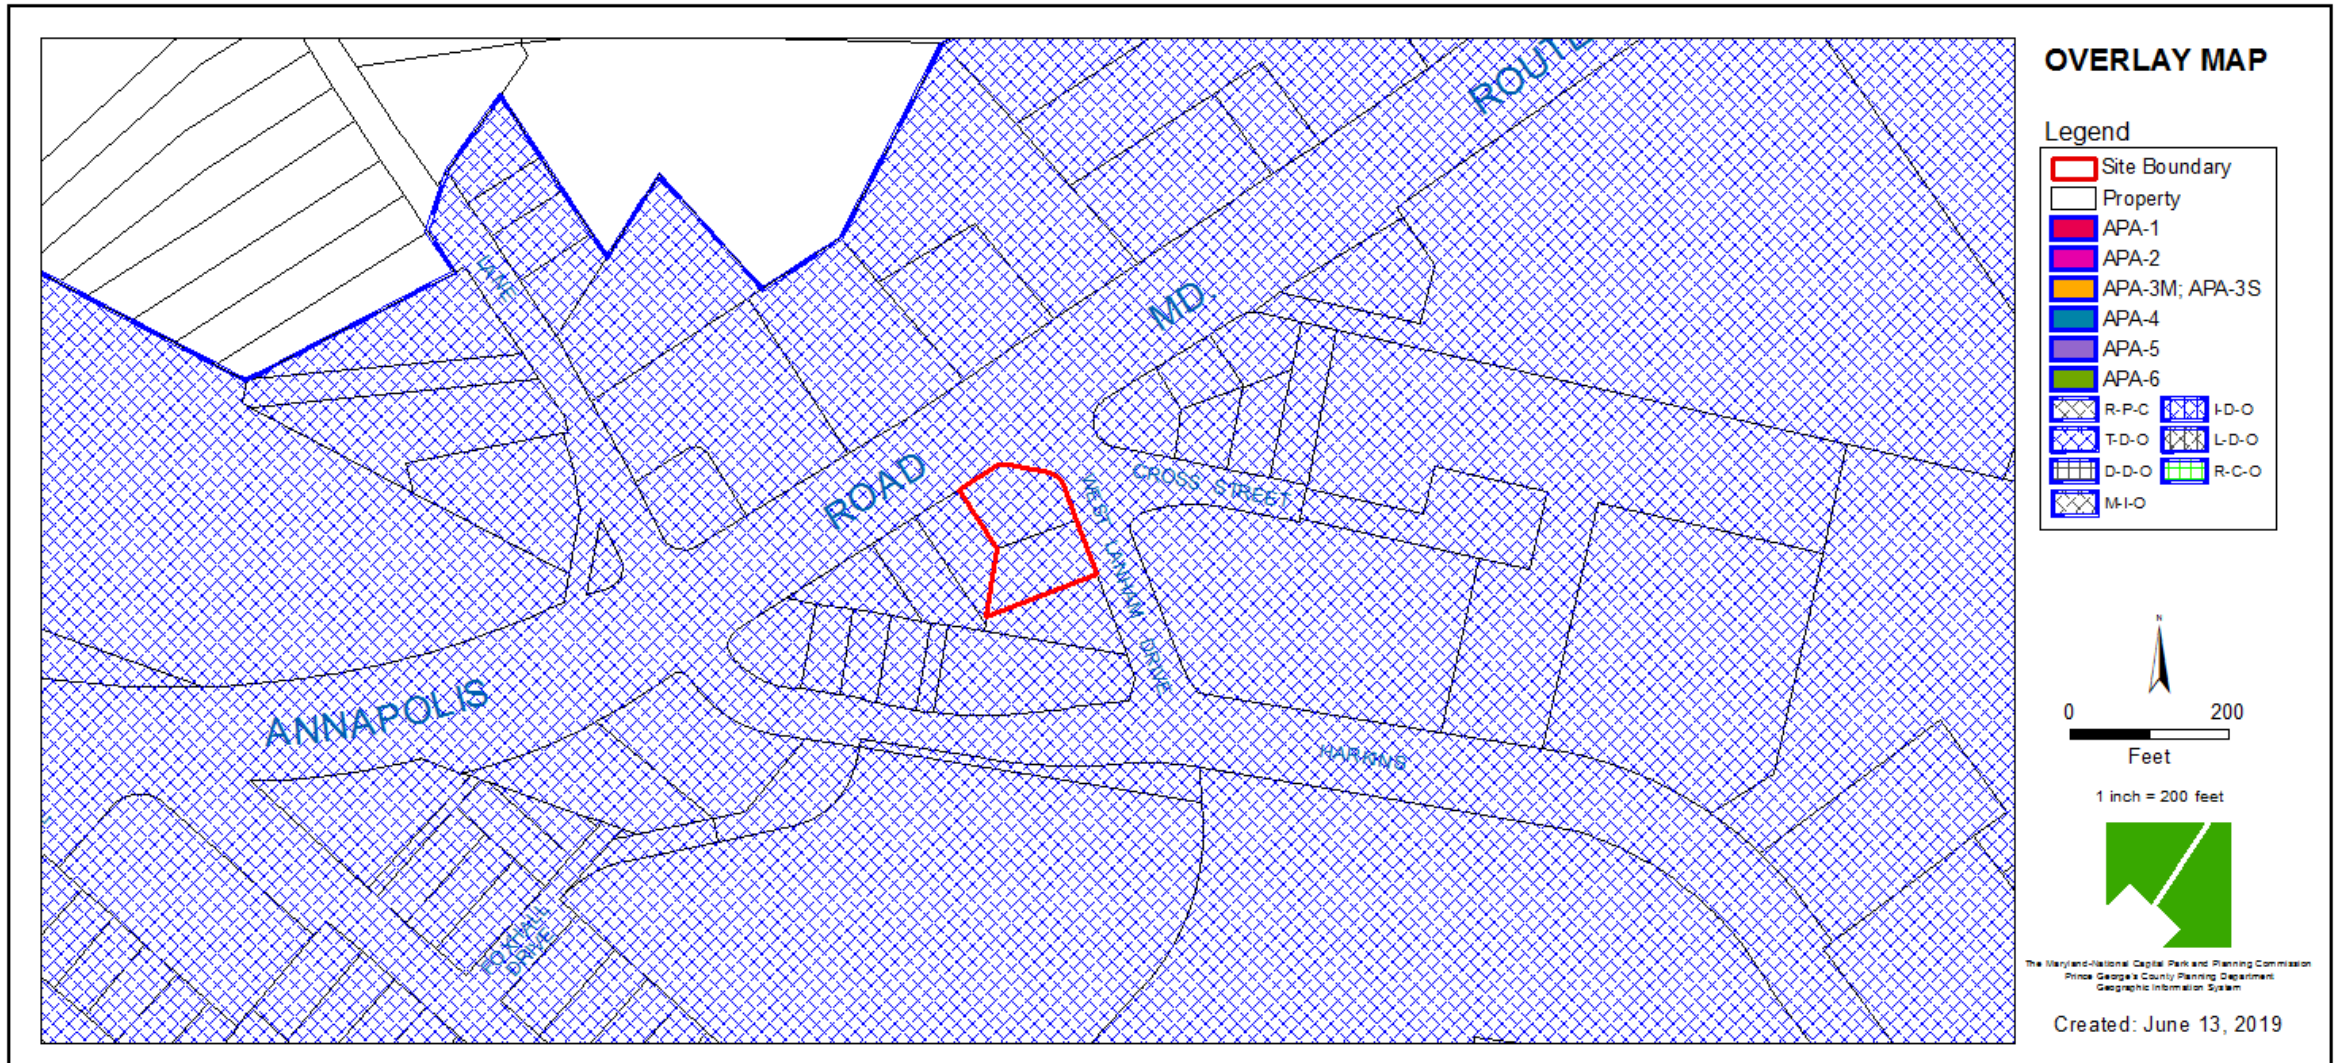 OVERLAY MAP
Legend
Site Boundary
Property
APA-1
APA-2
APA-3M; APA-3S
APA-4
APA-5
APA-6
R-P-C
I-D-O
T-D-O
L-D-O
D-D-O
R-C-O
M-I-O
N
0 200
Feet
1 inch = 200 feet
The Maryland-National Capital Park and Planning Commission
Prince George's County Planning Department
Geographic Information System
Created: June 13, 2019
ROUTE
MD.
ROAD
ANNAPOLIS
LANE
CROSS STREET
WEST LANHAM DRIVE
HARKINS
FOXHALL
DRIVE